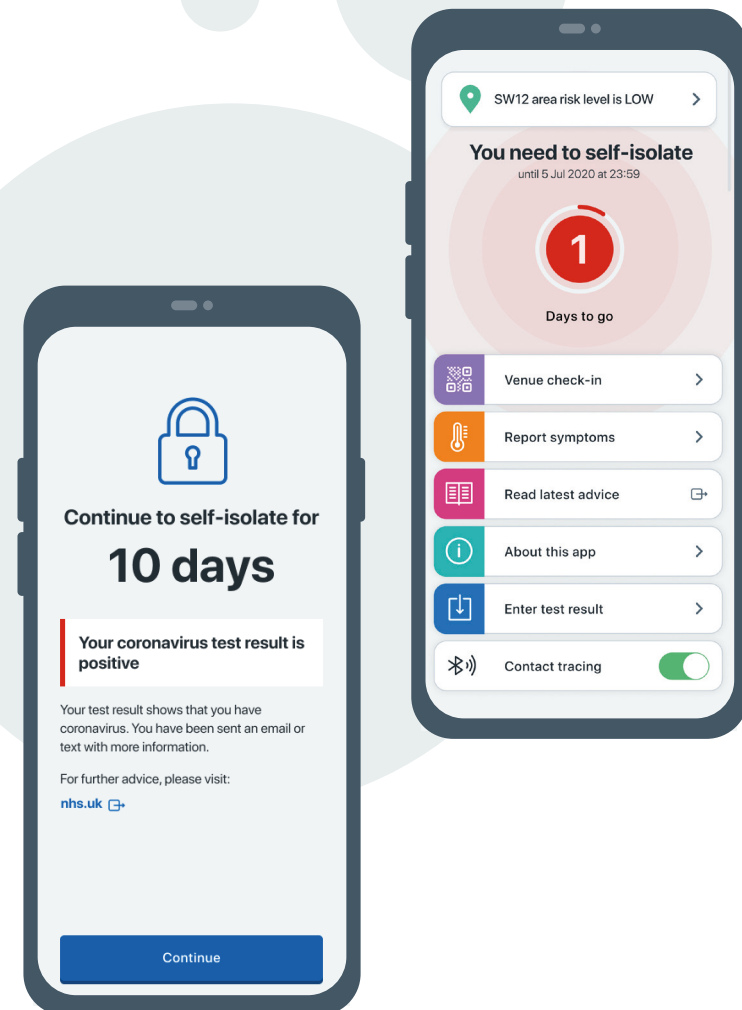 SW12 area risk level is LOW
You need to self-isolate
until 5 Jul 2020 at 23:59
1
Days to go
Venue check-in
Report symptoms
Read latest advice
About this app
Enter test result
Contact tracing
Continue to self-isolate for
10 days
Your coronavirus test result is
positive
Your test result shows that you have
coronavirus. You have been sent an email or
text with more information.
For further advice, please visit:
nhs.uk
Continue